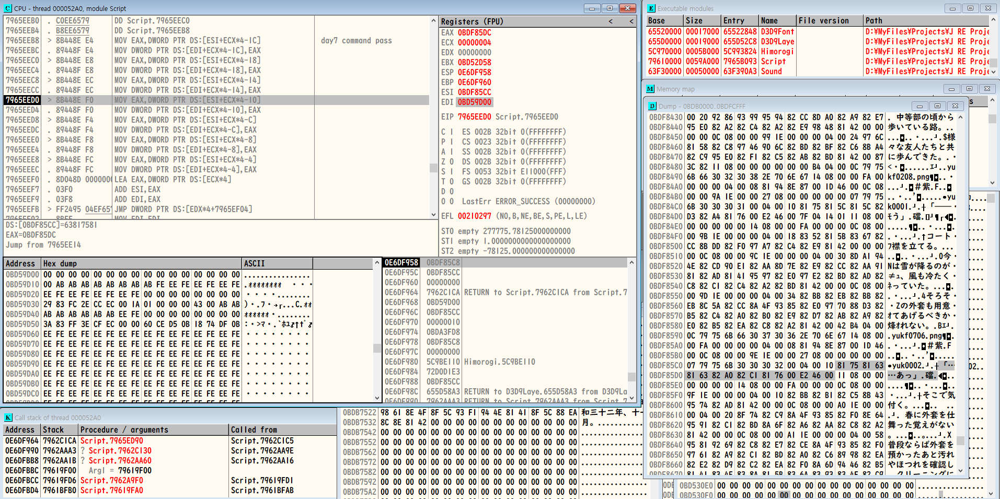 CPU - thread 000052A0, module Script
7965EEB0 . C0EE6579 DD Script.7965EEC0
7965EEB4 . B8EE6579 DD Script.7965EEB8
7965EEB8 > 8B448E E4 MOV EAX,DWORD PTR DS:[ESI+ECX*4-1C] day7 command pass
7965EEBC . 89448F E4 MOV DWORD PTR DS:[EDI+ECX*4-1C],EAX
7965EEC0 > 8B448E E8 MOV EAX,DWORD PTR DS:[ESI+ECX*4-18]
7965EEC4 . 89448F E8 MOV DWORD PTR DS:[EDI+ECX*4-18],EAX
7965EEC8 > 8B448E EC MOV EAX,DWORD PTR DS:[ESI+ECX*4-14]
7965EECC . 89448F EC MOV DWORD PTR DS:[EDI+ECX*4-14],EAX
7965EED0 > 8B448E F0 MOV EAX,DWORD PTR DS:[ESI+ECX*4-10]
7965EED4 . 89448F F0 MOV DWORD PTR DS:[EDI+ECX*4-10],EAX
7965EED8 > 8B448E F4 MOV EAX,DWORD PTR DS:[ESI+ECX*4-C]
7965EEDC . 89448F F4 MOV DWORD PTR DS:[EDI+ECX*4-C],EAX
7965EEE0 > 8B448E F8 MOV EAX,DWORD PTR DS:[ESI+ECX*4-8]
7965EEE4 . 89448F F8 MOV DWORD PTR DS:[EDI+ECX*4-8],EAX
7965EEE8 > 8B448E FC MOV EAX,DWORD PTR DS:[ESI+ECX*4-4]
7965EEEC . 89448F FC MOV DWORD PTR DS:[EDI+ECX*4-4],EAX
7965EEF0 . 8D048D 0000000 LEA EAX,DWORD PTR DS:[ECX*4]
7965EEF7 . 03F0 ADD ESI,EAX
7965EEF9 . 03F8 ADD EDI,EAX
7965EEFB > FF2495 04EF657 JMP DWORD PTR DS:[EDX*4+7965EF04]
DS:[0BDF85CC]=63817581
EAX=0BDF85DC
Jump from 7965EE14
Registers (FPU) < <
EAX 0BDF85DC
ECX 00000004
EDX 00000000
EBX 0BD52D58
ESP 0E6DF958
EBP 0E6DF960
ESI 0BDF85CC
EDI 0BD59D00
EIP 7965EED0 Script.7965EED0
C 1 ES 002B 32bit 0(FFFFFFFF)
P 1 CS 0023 32bit 0(FFFFFFFF)
A 1 SS 002B 32bit 0(FFFFFFFF)
Z 0 DS 002B 32bit 0(FFFFFFFF)
S 1 FS 0053 32bit E11000(FFF)
T 0 GS 002B 32bit 0(FFFFFFFF)
D 0
O 0 LastErr ERROR_SUCCESS (00000000)
EFL 00210297 (NO,B,NE,BE,S,PE,L,LE)
ST0 empty 277775.78125000000000
ST1 empty 1.0000000000000000000
ST2 empty -78125.000000000000000
Address Hex dump ASCII
0BD59D00 00 00 00 00 00 00 00 00 00 00 00 00 00 00 00 00 ................
0BD59D10 00 AB AB AB AB AB AB AB AB FE EE FE EE FE EE FE
0BD59D20 EE FE EE FE EE FE EE FE 00 00 00 00 00 00 00 00
0BD59D30 29 83 FC 2E CC EC 00 1A 01 00 00 00 43 00 AB AB
0BD59D40 AB AB AB AB AB AB EE FE 00 00 00 00 00 00 00 00
0BD59D50 3A 83 FF 3E CF EC 00 00 60 CE D5 0B 18 74 DF 0B
0BD59D60 EE FE EE FE EE FE EE FE EE FE EE FE EE FE EE FE
0BD59D70 EE FE EE FE EE FE EE FE EE FE EE FE EE FE EE FE
0BD59D80 EE FE EE FE EE FE EE FE EE FE EE FE EE FE EE FE
0BD59D90 EE FE EE FE EE FE EE FE EE FE EE FE EE FE EE FE
0BD59DA0 EE FE EE FE EE FE EE FE EE FE EE FE EE FE EE FE
0BD59DB0 EE FE EE FE EE FE EE FE EE FE EE FE EE FE EE FE
0BD59DC0 EE FE EE FE EE FE EE FE EE FE EE FE EE FE EE FE
0E6DF958 0BDF85C8
0E6DF95C 0BDF85CC
0E6DF960 00000000
0E6DF964 7962C1CA RETURN to Script.7962C1CA from Script.7
0E6DF968 0BD59D00
0E6DF96C 0BDF85CC
0E6DF970 00000010
0E6DF974 0BDA3FD8
0E6DF978 0BDF85C8
0E6DF97C 00000000
0E6DF980 5C9BE110 Himorogi.5C9BE110
0E6DF984 72D0D1E3
0E6DF988 0BDF85CC
0E6DF98C 655D58A3 RETURN to D3D9Laye.655D58A3 from D3D9La
0E6DF990 7962AAA3 RETURN to Script.7962AAA3 from Script.7
Executable modules
Base Size Entry Name File version Path
65520000 00017000 65522848 D3D9Font D:¥MyFiles¥Projects¥J RE Proje
655D0000 00019000 655D52C8 D3D9Laye D:¥MyFiles¥Projects¥J RE Proje
5C970000 0005B000 5C993824 Himorogi D:¥MyFiles¥Projects¥J RE Proje
79610000 0059A000 7965B093 Script D:¥MyFiles¥Projects¥J RE Proje
63F30000 00050000 63F390A3 Sound D:¥MyFiles¥Projects¥J RE Proje
Memory map
Dump - 0BDB0000..0BDFCFFF
0BDF8430 00 20 92 86 93 99 95 94 82 CC 8D A0 82 A9 82 E7 . 中等部の頃から
0BDF8440 95 E0 82 A2 82 C4 82 A2 82 E9 98 48 81 42 00 00 歩いている路。..
0BDF8450 00 00 0C 08 00 00 99 1E 00 00 00 04 00 24 97 6C $様
0BDF8460 81 58 82 C8 97 46 90 6C 82 BD 82 BF 82 C6 8B A4 々な友人たちと共
0BDF8470 82 C9 95 E0 82 F1 82 C5 82 AB 82 BD 81 42 00 87 に歩んできた。.
0BDF8480 3C 82 11 08 00 00 00 00 00 00 B4 04 00 0C 79 75 yu
0BDF8490 6B 66 30 32 30 38 2E 70 6E 67 14 08 00 00 FA 00 kf0208.png
0BDF84A0 00 00 00 04 00 08 81 94 8E 87 00 1D 46 00 0C 08 ＃紫.F
0BDF84B0 00 00 9A 1E 00 00 27 08 00 00 00 00 00 07 79 75 yu
0BDF84C0 6B 30 30 30 31 00 04 00 10 81 75 81 5C 81 5C 82 k0001 「――
0BDF84D0 D3 82 A4 81 76 00 E2 46 00 7F 04 14 01 11 08 00
0BDF84E0 00 00 00 00 00 14 08 00 00 FA 00 00 00 0C 08 00
0BDF84F0 00 9B 1E 00 00 00 04 00 18 83 52 81 5B 83 67 82 コート
0BDF8500 CC 8B DD 82 F0 97 A7 82 C4 82 E9 81 42 00 00 00 襟を立てる。...
0BDF8510 00 0C 08 00 00 9C 1E 00 00 00 04 00 30 8D A1 94 0今
0BDF8520 4E 82 CD 90 E1 82 AA 8D 7E 82 E9 82 CC 82 AA 91 Nは雪が降るのが
0BDF8530 81 82 AD 81 41 95 97 82 E0 97 E2 82 BD 82 AD 82 、風も冷たく
0BDF8540 C8 82 C1 82 C4 82 A2 82 BD 81 42 00 00 00 0C 08 00 っていた。
0BDF8550 00 9D 1E 00 00 00 04 00 34 82 BB 82 EB 82 BB 82 4そろそ
0BDF8560 EB 8C 5A 82 CC 8A 4F 93 85 82 E0 97 70 88 D3 82 Zの外套も用意
0BDF8570 B5 82 C4 82 A0 82 B0 82 E9 82 D7 82 AB 82 A9 82 てあげるべきか
0BDF8580 E0 82 B5 82 EA 82 C8 82 A2 81 42 00 42 B4 04 00 れない。.B
0BDF8590 0C 79 75 6B 66 30 37 30 36 2E 70 6E 67 14 08 00 .yukf0706.png
0BDF85A0 00 FA 00 00 00 00 04 00 08 81 94 8E 87 00 1D 46 ＃紫.F
0BDF85B0 00 0C 08 00 00 9E 1E 00 00 27 08 00 00 00 00 00
0BDF85C0 07 79 75 6B 30 30 30 32 00 04 00 10 81 75 81 63 yuk0002 「…
0BDF85D0 81 63 82 A0 82 C1 81 76 00 E2 46 00 11 08 00 00 …あっ」
0BDF85E0 00 00 00 00 14 08 00 00 FA 00 00 00 0C 08 00 00
0BDF85F0 9F 1E 00 00 00 04 00 10 82 BB 82 B1 82 C5 8B 43 そこで気
0BDF8600 95 74 82 AD 81 42 00 00 0C 08 00 00 A0 1E 00 00 付く。
0BDF8610 00 04 00 20 8F 74 82 C9 8A 4F 93 85 82 F0 8E 64 春に外套を仕
0BDF8620 95 91 82 C1 82 BD 8A 6F 82 A6 82 AA 82 C8 82 A2 舞った覚えがない
0BDF8630 81 42 00 00 0C 08 00 00 A1 1E 00 00 00 04 00 58 。 X
0BDF8640 95 81 92 69 82 C8 82 E7 82 CE 8A 4F 93 85 82 F0 普段ならば外套を
0BDF8650 97 61 82 A9 82 C1 82 BD 82 A0 82 C6 89 98 82 EA 預かったあと汚れ
0BDF8660 82 E2 82 D9 82 C2 82 EA 82 F0 8A 6D 94 46 82 B5 やほつれを確認し
Call stack of thread 000052A0
Address Stack Procedure / arguments Called from
0E6DF964 7962C1CA Script.7965ED90 Script.7962C1C5
0E6DF990 7962AAA3 ? Script.7962C130 Script.7962AA9E
0E6DFBB8 7962AA1B ? Script.7962AA60 Script.7962AA16
0E6DFBBC 79619F00 Arg1 = 79619F00
0E6DFBCC 79619FD6 Script.7962A9F0 Script.79619FD1
0E6DFBD4 7961BFB0 Script.79619FA0 Script.7961BFAB
0BDB7522 98 61 8E 4F 8F 5C 93 F1 94 4E 81 41 8F 5C 88 EA 和三十二年、十一
0BDB7532 8C 8E 81 42 00 00 00 00 00 00 00 00 00 00 00 00 月。............
0BDB7542 00 00 00 00 00 00 00 00 00 00 00 00 00 00 00 00
0BDB7552 00 00 00 00 00 00 00 00 00 00 00 00 00 00 00 00
0BDB7562 00 00 00 00 00 00 00 00 00 00 00 00 00 00 00 00
0BDB7572 00 00 00 00 00 00 00 00 00 00 00 00 00 00 00 00
0BDB7582 00 00 00 00 00 00 00 00 00 00 00 00 00 00 00 00
0BDB7592 00 00 00 00 00 00 00 00 00 00 00 00 00 00 00 00
0BDB75A2 00 00 00 00 00 00 00 00 00 00 00 00 00 00 00 00
0BD530E0 00 00 00 00 00 00 00 00 00 00 00 00 00 00 00 00
0BD530F0 00 00 00 00 00 00 00 00 00 00 00 00 00 00 00 00